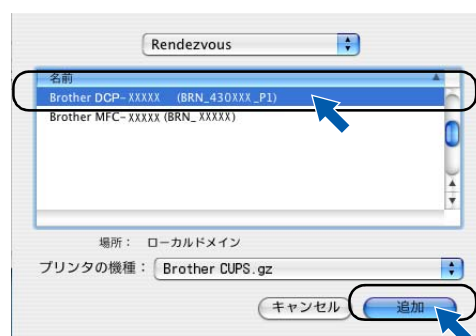 Rendezvous
名前
Brother DCP-XXXXX (BRN_430XXX_P1)
Brother MFC-XXXXX (BRN_XXXXX)
場所： ローカルドメイン
プリンタの機種： Brother CUPS.gz
キャンセル 追加